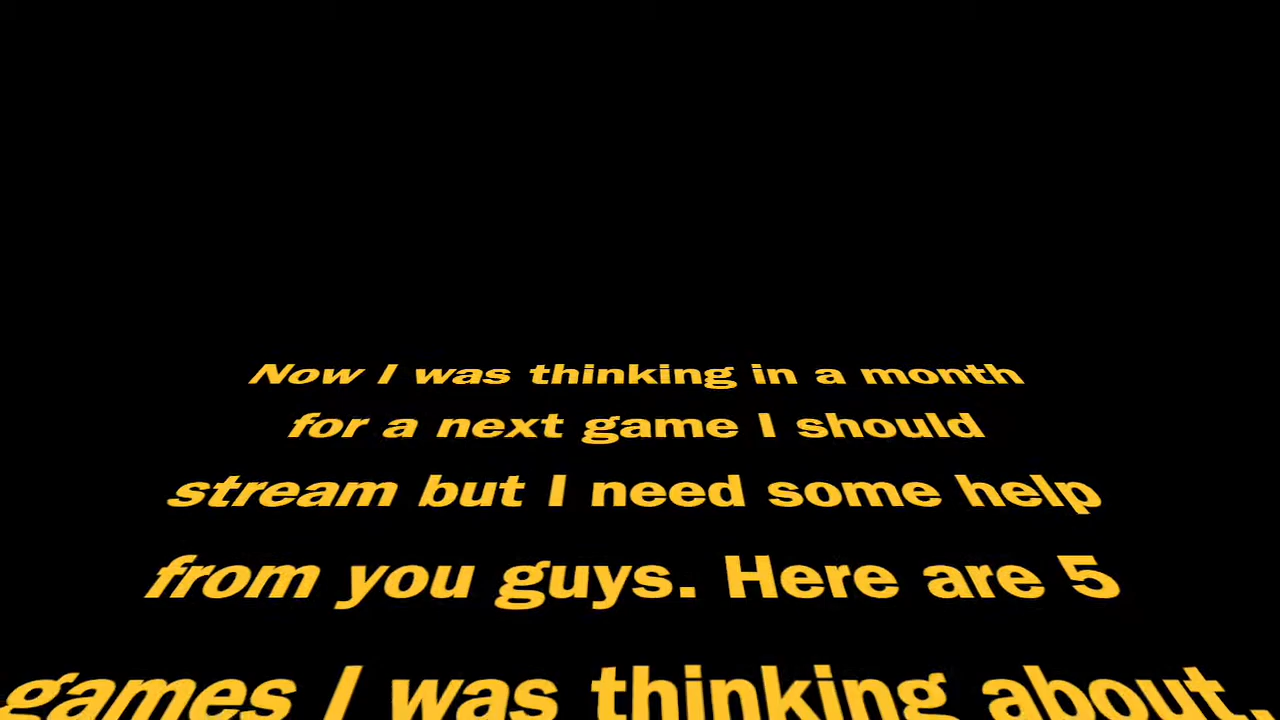 Now I was thinking in a month
for a next game I should
stream but I need some help
from you guys. Here are 5
games I was thinking about.